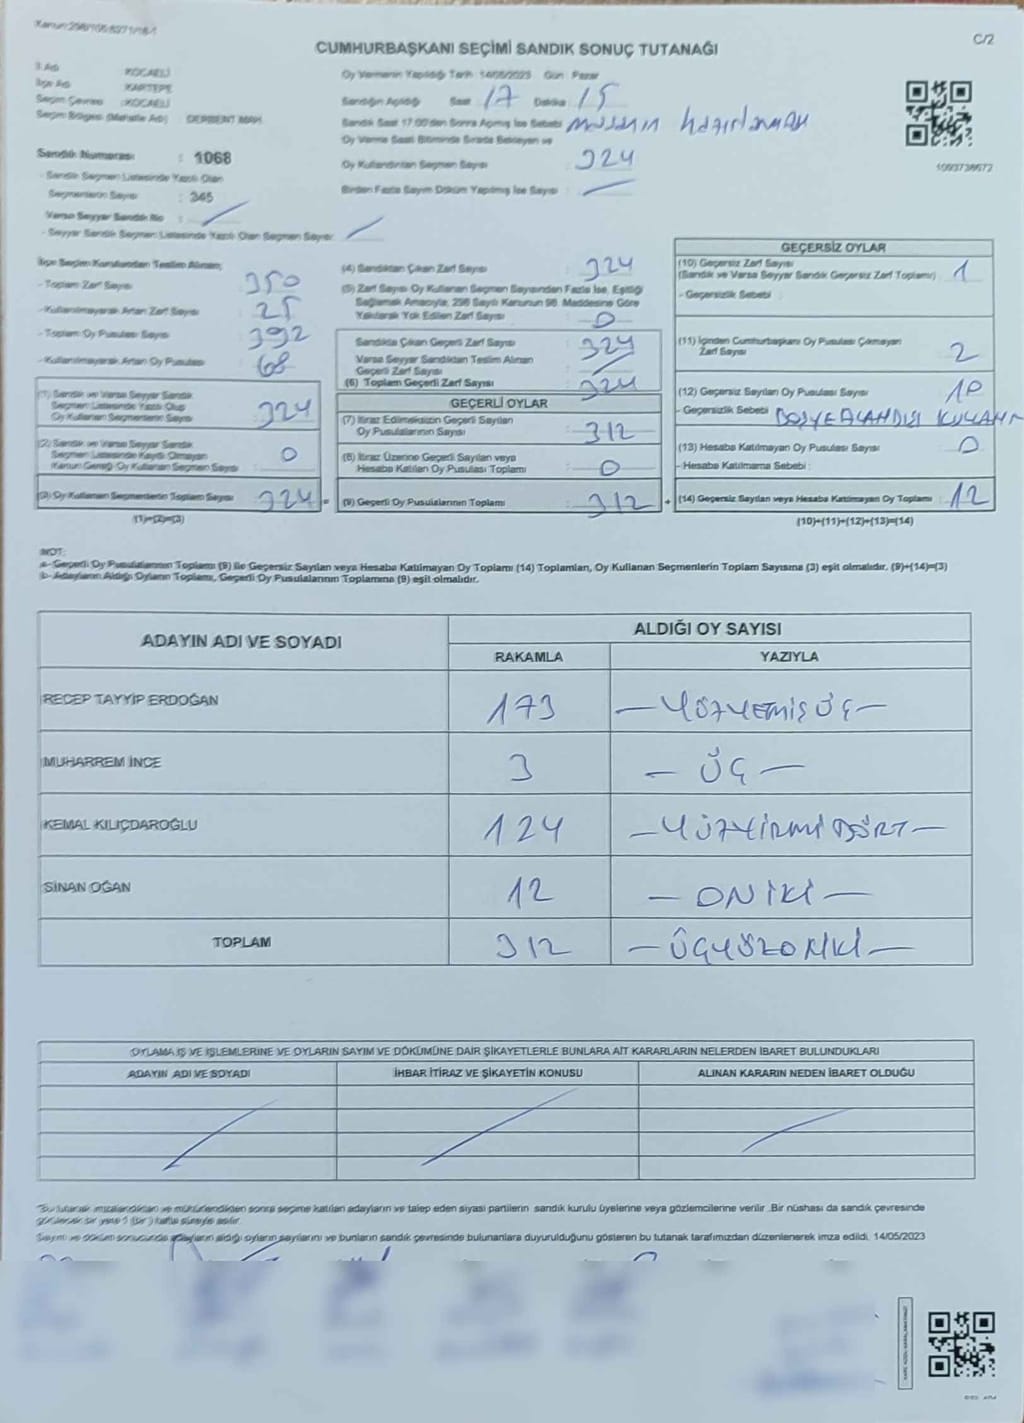 Kanun:298/105:6271/16-1
C/2
CUMHURBAŞKANI SEÇİMİ SANDIK SONUÇ TUTANAĞI
İl Adı : KOCAELİ
İlçe Adı : KARTEPE
Seçim Çevresi : KOCAELİ
Seçim Bölgesi (Mahalle Adı) : DERBENT MAH.
Sandık Numarası : 1068
- Sandık Seçmen Listesinde Yazılı Olan
Seçmenlerin Sayısı : 345
Varsa Seyyar Sandık No :
- Seyyar Sandık Seçmen Listesinde Yazılı Olan Seçmen Sayısı:
Oy Vermenin Yapıldığı Tarih: 14/05/2023 Gün : Pazar
Sandığın Açıldığı Saat : 17 Dakika : 15
Sandık Saat 17:00'den Sonra Açılmış İse Sebebi:
Oy Verme Saati Bitiminde Sırada Bekleyen ve
Oy Kullandırılan Seçmen Sayısı : 324
Birden Fazla Sayım Döküm Yapılmış İse Sayısı :
1093738672
İlçe Seçim Kurulundan Teslim Alınan;
- Toplam Zarf Sayısı : 350
- Kullanılmayarak Artan Zarf Sayısı : 25
- Toplam Oy Pusulası Sayısı : 392
- Kullanılmayarak Artan Oy Pusulası : 68
(1) Sandık ve Varsa Seyyar Sandık
Seçmen Listesinde Yazılı Olup
Oy Kullanan Seçmenlerin Sayısı : 324
(2) Sandık ve Varsa Seyyar Sandık
Seçmen Listesinde Kaydı Olmayan
Kanun Gereği Oy Kullanan Seçmen Sayısı : 0
(3) Oy Kullanan Seçmenlerin Toplam Sayısı : 324 =
(1)+(2)=(3)
(4) Sandıktan Çıkan Zarf Sayısı : 324
(5) Zarf Sayısı Oy Kullanan Seçmen Sayısından Fazla İse, Eşitliği
Sağlamak Amacıyla, 298 Sayılı Kanunun 98. Maddesine Göre
Yakılarak Yok Edilen Zarf Sayısı : 0
Sandıkta Çıkan Geçerli Zarf Sayısı : 324
Varsa Seyyar Sandıktan Teslim Alınan
Geçerli Zarf Sayısı :
(6) Toplam Geçerli Zarf Sayısı : 324
GEÇERLİ OYLAR
(7) İtiraz Edilmeksizin Geçerli Sayılan
Oy Pusulalarının Sayısı : 312
(8) İtiraz Üzerine Geçerli Sayılan veya
Hesaba Katılan Oy Pusulası Toplamı : 0
(9) Geçerli Oy Pusulalarının Toplamı : 312 +
GEÇERSİZ OYLAR
(10) Geçersiz Zarf Sayısı
(Sandık ve Varsa Seyyar Sandık Geçersiz Zarf Toplamı) : 1
- Geçersizlik Sebebi :
(11) İçinden Cumhurbaşkanı Oy Pusulası Çıkmayan
Zarf Sayısı : 2
(12) Geçersiz Sayılan Oy Pusulası Sayısı :
- Geçersizlik Sebebi :
(13) Hesaba Katılmayan Oy Pusulası Sayısı : 0
- Hesaba Katılmama Sebebi :
(14) Geçersiz Sayılan veya Hesaba Katılmayan Oy Toplamı : 12
(10)+(11)+(12)+(13)=(14)
NOT:
a- Geçerli Oy Pusulalarının Toplamı (9) ile Geçersiz Sayılan veya Hesaba Katılmayan Oy Toplamı (14) Toplamları, Oy Kullanan Seçmenlerin Toplam Sayısına (3) eşit olmalıdır. (9)+(14)=(3)
b- Adayların Aldığı Oyların Toplamı, Geçerli Oy Pusulalarının Toplamına (9) eşit olmalıdır.
ADAYIN ADI VE SOYADI
ALDIĞI OY SAYISI
RAKAMLA YAZIYLA
RECEP TAYYİP ERDOĞAN 173 - YÜZYEMİŞ ÜÇ -
MUHARREM İNCE 3 - ÜÇ -
KEMAL KILIÇDAROĞLU 124 - YÜZYİRMİ DÖRT -
SİNAN OĞAN 12 - ONİKİ -
TOPLAM 312 - ÜÇYÜZONİKİ -
OYLAMA İŞ VE İŞLEMLERİNE VE OYLARIN SAYIM VE DÖKÜMÜNE DAİR ŞİKAYETLERLE BUNLARA AİT KARARLARIN NELERDEN İBARET BULUNDUKLARI
ADAYIN ADI VE SOYADI İHBAR İTİRAZ VE ŞİKAYETİN KONUSU ALINAN KARARIN NEDEN İBARET OLDUĞU
*Bu tutanak imzalandıktan ve mühürlendikten sonra seçime katılan adayların ve talep eden siyasi partilerin sandık kurulu üyelerine veya gözlemcilerine verilir. Bir nüshası da sandık çevresinde
görülecek bir yere 1 (Bir) hafta süreyle asılır.
Sayım ve döküm sonucunda adayların aldığı oyların sayılarını ve bunların sandık çevresinde bulunanlara duyurulduğunu gösteren bu tutanak tarafımızdan düzenlenerek imza edildi. 14/05/2023